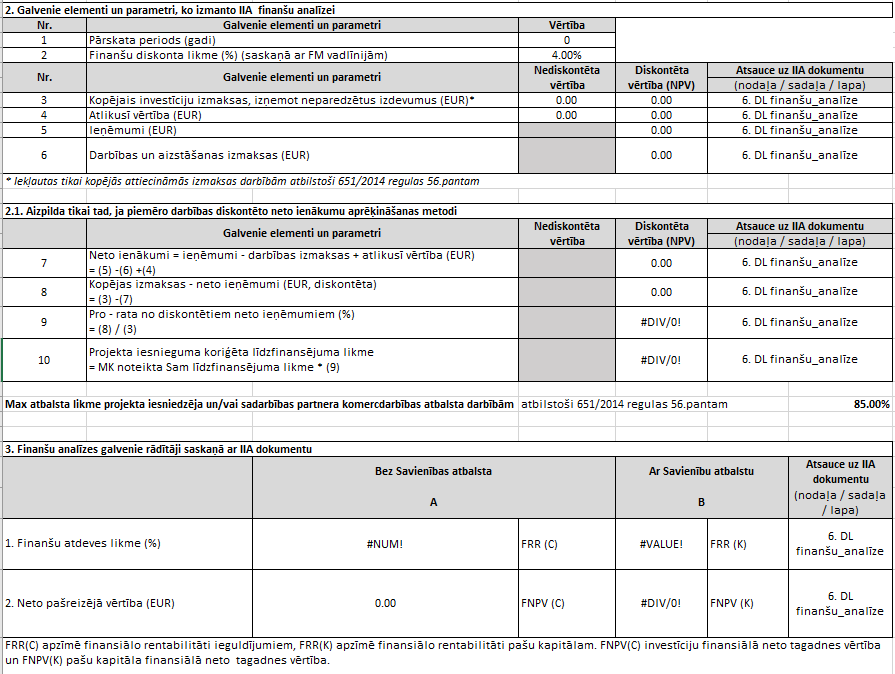 2. Galvenie elementi un parametri, ko izmanto IIA finanšu analīzei
Nr. Galvenie elementi un parametri Vērtība
1 Pārskata periods (gadi) 0
2 Finanšu diskonta likme (%) (saskaņā ar FM vadlīnijām) 4.00%
Nr. Galvenie elementi un parametri Nediskontēta vērtība Diskontēta vērtība (NPV) Atsauce uz IIA dokumentu
(nodaļa / sadaļa / lapa)
3 Kopējais investīciju izmaksas, izņemot neparedzētus izdevumus (EUR)* 0.00 0.00 6. DL finanšu_analīze
4 Atlikusī vērtība (EUR) 0.00 0.00 6. DL finanšu_analīze
5 Ieņēmumi (EUR) 0.00 6. DL finanšu_analīze
6 Darbības un aizstāšanas izmaksas (EUR) 0.00 6. DL finanšu_analīze
* Iekļautas tikai kopējās attiecināmās izmaksas darbībām atbilstoši 651/2014 regulas 56.pantam
2.1. Aizpilda tikai tad, ja piemēro darbības diskontēto neto ienākumu aprēķināšanas metodi
Galvenie elementi un parametri Nediskontēta vērtība Diskontēta vērtība (NPV) Atsauce uz IIA dokumentu
(nodaļa / sadaļa / lapa)
7 Neto ienākumi = ieņēmumi - darbības izmaksas + atlikusī vērtība (EUR)
= (5) -(6) +(4) 0.00 6. DL finanšu_analīze
8 Kopējas izmaksas - neto ieņēmumi (EUR, diskontēta)
= (3) -(7) 0.00 6. DL finanšu_analīze
9 Pro - rata no diskontētiem neto ieņēmumiem (%)
= (8) / (3) #DIV/0! 6. DL finanšu_analīze
10 Projekta iesnieguma koriģēta līdzfinansējuma likme
= MK noteikta Sam līdzfinansējuma likme * (9) #DIV/0! 6. DL finanšu_analīze
Max atbalsta likme projekta iesniedzēja un/vai sadarbības partnera komercdarbības atbalsta darbībām atbilstoši 651/2014 regulas 56.pantam 85.00%
3. Finanšu analīzes galvenie rādītāji saskaņā ar IIA dokumentu
Bez Savienības atbalsta Ar Savienību atbalstu Atsauce uz IIA
dokumentu
A B (nodaļa / sadaļa
/ lapa)
1. Finanšu atdeves likme (%) #NUM! FRR (C) #VALUE! FRR (K) 6. DL
finanšu_analīze
2. Neto pašreizējā vērtība (EUR) 0.00 FNPV (C) #DIV/0! FNPV (K) 6. DL
finanšu_analīze
FRR(C) apzīmē finansiālo rentabilitāti ieguldījumiem, FRR(K) apzīmē finansiālo rentabilitāti pašu kapitālam. FNPV(C) investīciju finansiālā neto tagadnes vērtība
un FNPV(K) pašu kapitāla finansiālā neto tagadnes vērtība.